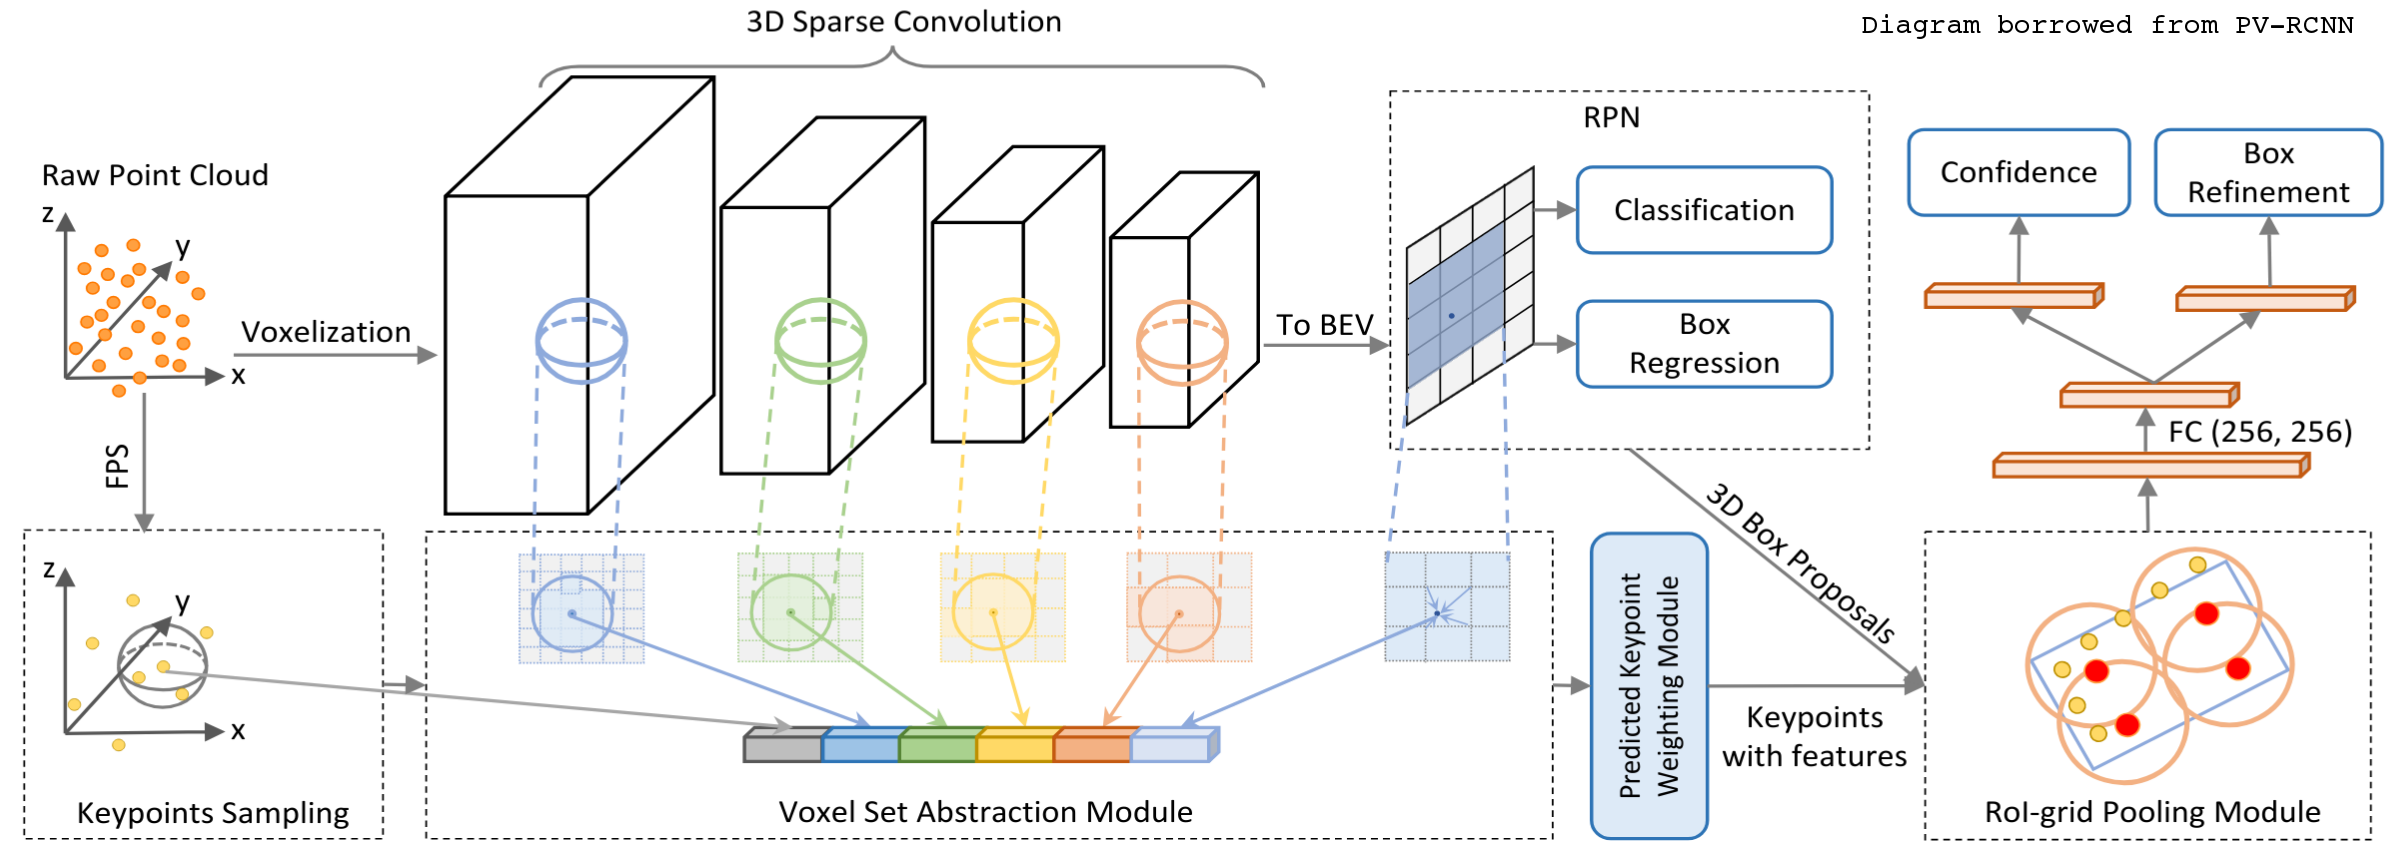 3D Sparse Convolution
Diagram borrowed from PV-RCNN
Raw Point Cloud
z
y
x
Voxelization
FPS
To BEV
RPN
Classification
Box
Regression
Confidence
Box
Refinement
FC (256, 256)
3D Box Proposals
z
y
x
Keypoints Sampling
Voxel Set Abstraction Module
Predicted Keypoint
Weighting Module
Keypoints
with features
RoI-grid Pooling Module